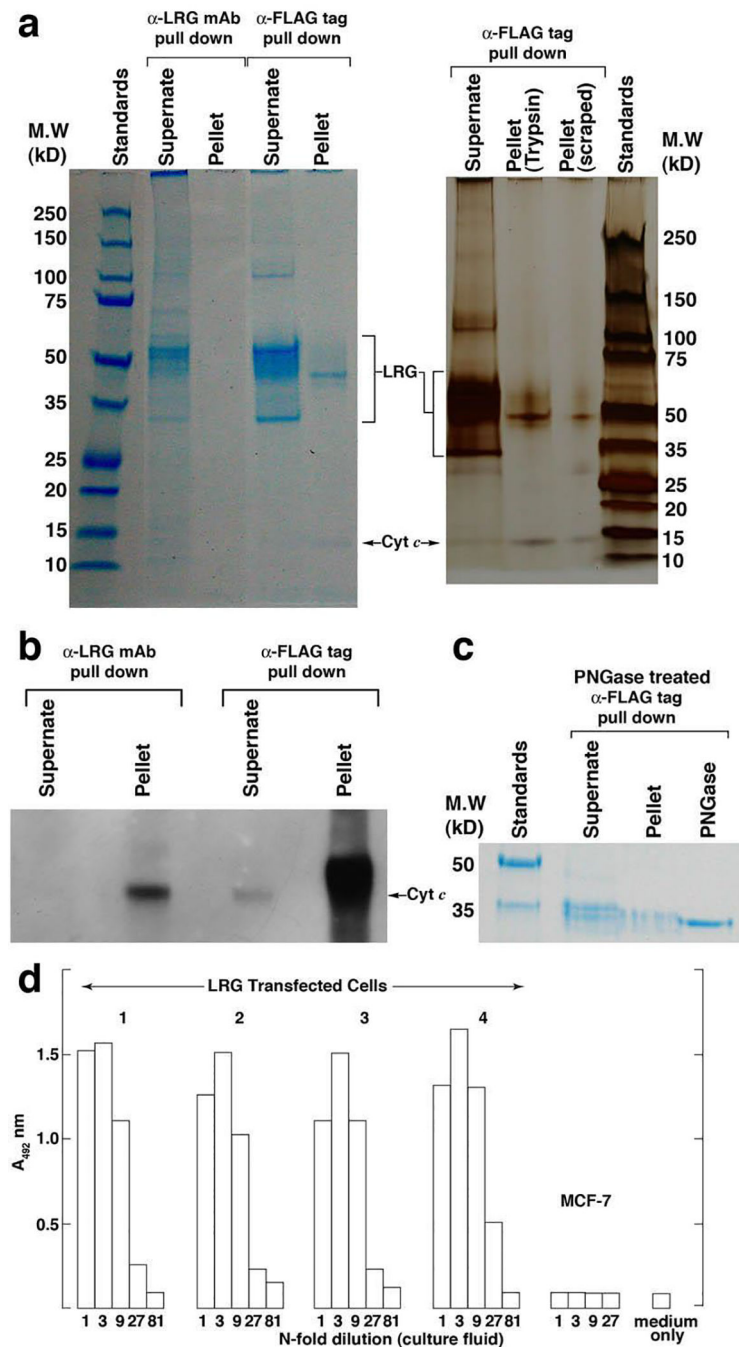 a
α-LRG mAb
pull down
α-FLAG tag
pull down
M.W
(kD)
Standards
Supernate
Pellet
Supernate
Pellet
250
150
100
75
50
35
25
20
15
10
LRG
Cyt c
α-FLAG tag
pull down
Supernate
Pellet
(Trypsin)
Pellet
(scraped)
Standards
M.W
(kD)
250
150
100
75
50
35
25
20
15
10
b
α-LRG mAb
pull down
α-FLAG tag
pull down
Supernate
Pellet
Supernate
Pellet
Cyt c
c
PNGase treated
α-FLAG tag
pull down
M.W
(kD)
Standards
Supernate
Pellet
PNGase
50
35
d
LRG Transfected Cells
1 2 3 4
A492 nm
1.5
1.0
0.5
MCF-7
1 3 9 27 81 1 3 9 27 81 1 3 9 27 81 1 3 9 27 81 1 3 9 27 medium
only
N-fold dilution (culture fluid)